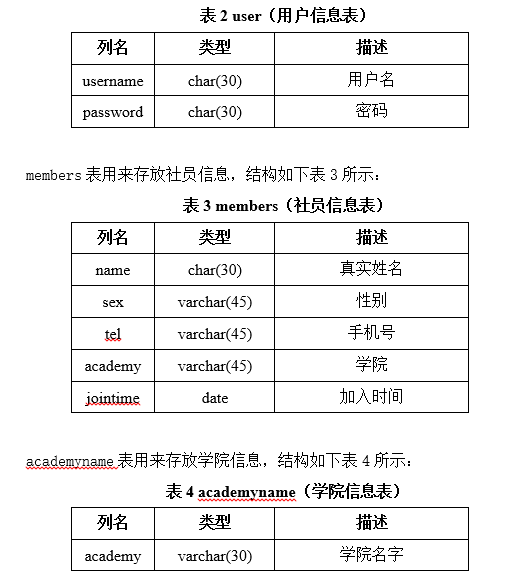 表 2 user（用户信息表）
列名 类型 描述
username char(30) 用户名
password char(30) 密码
members 表用来存放社员信息，结构如下表 3 所示：
表 3 members（社员信息表）
列名 类型 描述
name char(30) 真实姓名
sex varchar(45) 性别
tel varchar(45) 手机号
academy varchar(45) 学院
jointime date 加入时间
academyname 表用来存放学院信息，结构如下表 4 所示：
表 4 academyname（学院信息表）
列名 类型 描述
academy varchar(30) 学院名字